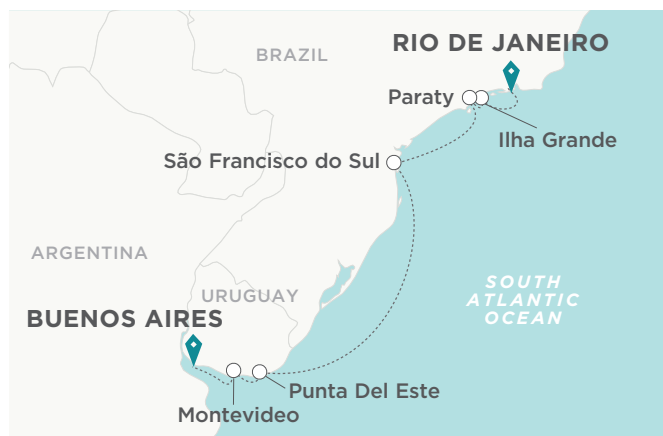 BRAZIL
RIO DE JANEIRO
Paraty
Ilha Grande
São Francisco do Sul
ARGENTINA
URUGUAY
SOUTH
ATLANTIC
OCEAN
BUENOS AIRES
Punta Del Este
Montevideo